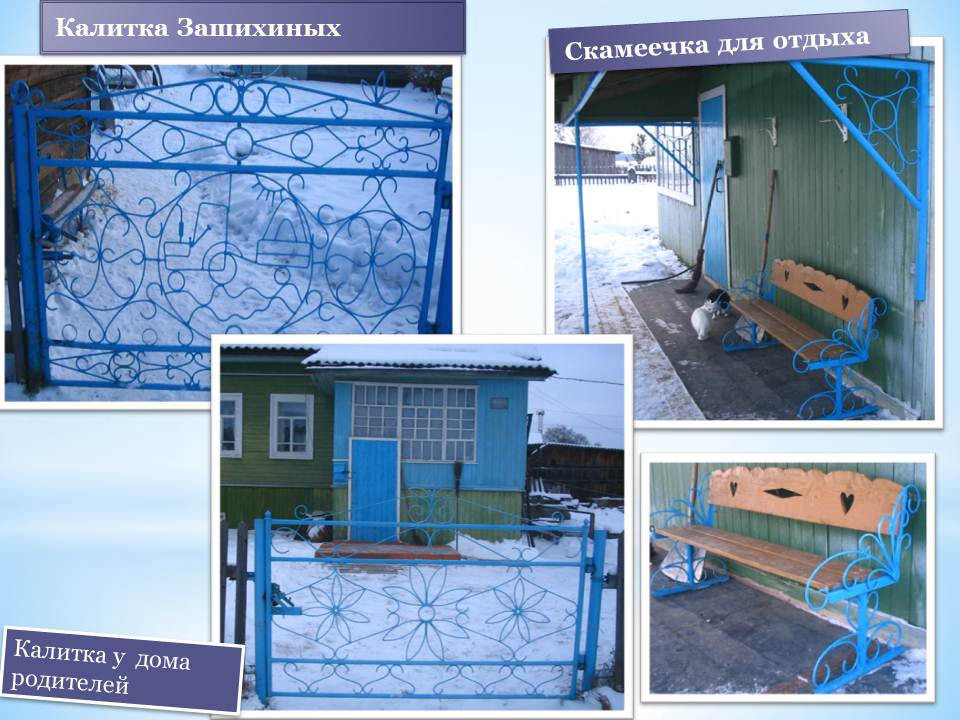 Калитка Зашихиных
Скамеечка для отдыха
Калитка у дома
родителей